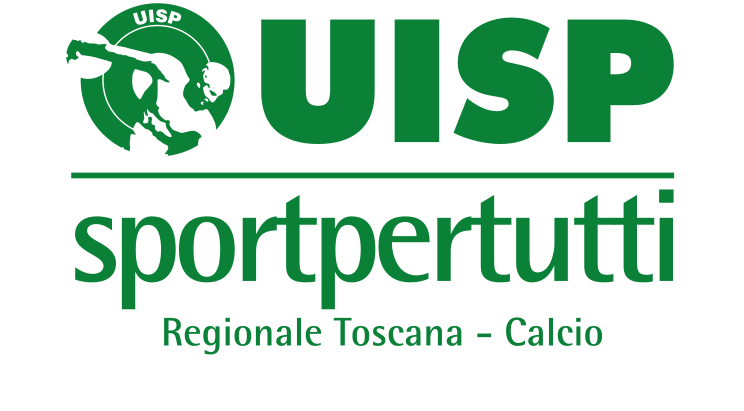 UISP
UISP
sportpertutti
Regionale Toscana - Calcio